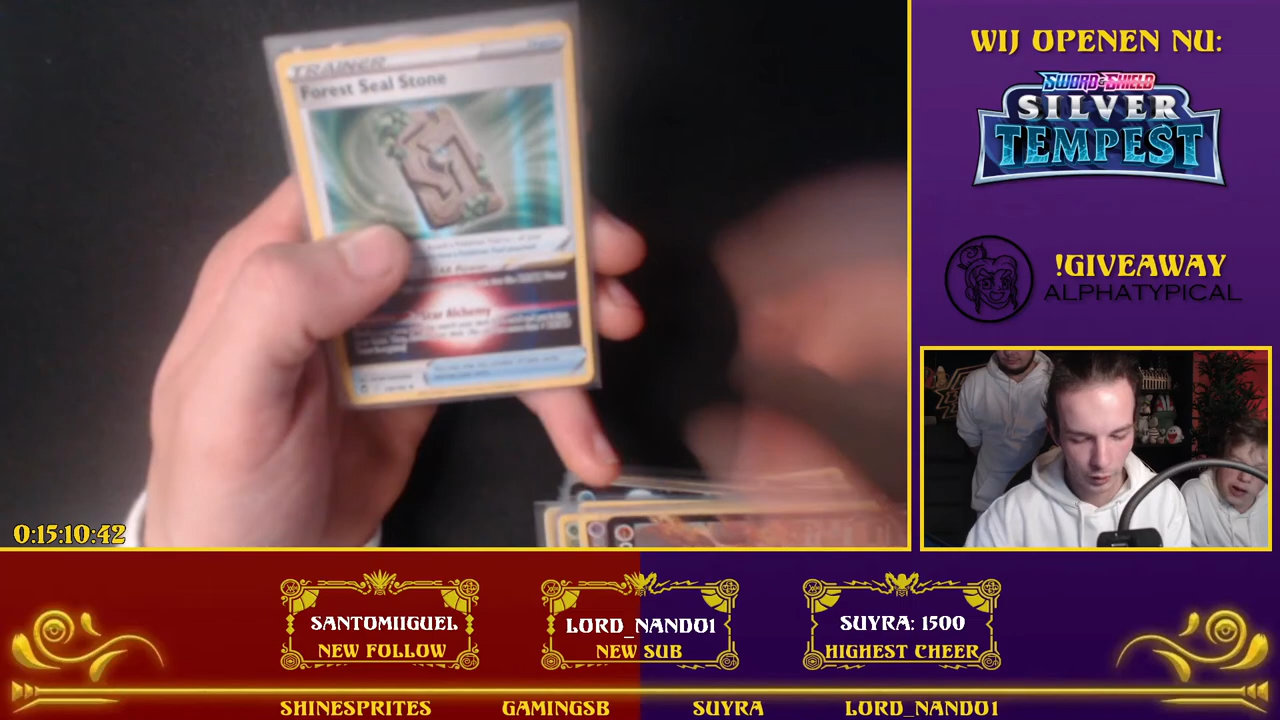 TRAINER
Forest Seal Stone
Star Alchemy
0:15:10:42
WIJ OPENEN NU:
SWORD & SHIELD
SILVER
TEMPEST
!GIVEAWAY
ALPHATYPICAL
SANTOMIIGUEL
NEW FOLLOW
LORD_NANDO1
NEW SUB
SUYRA: 1500
HIGHEST CHEER
SHINESPRITES
GAMINGSB
SUYRA
LORD_NANDO1